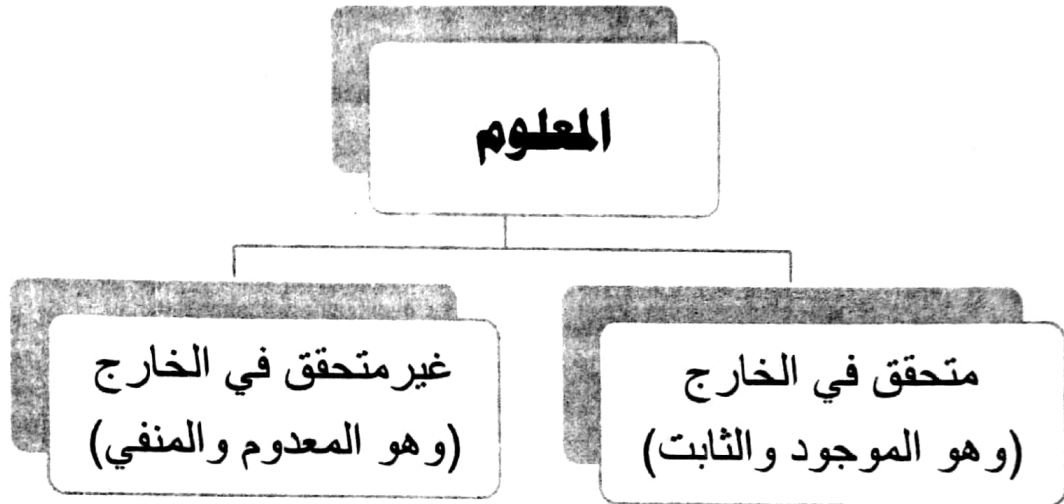 المعلوم
متحقق في الخارج
(وهو الموجود والثابت)
غير متحقق في الخارج
(وهو المعدوم والمنفي)